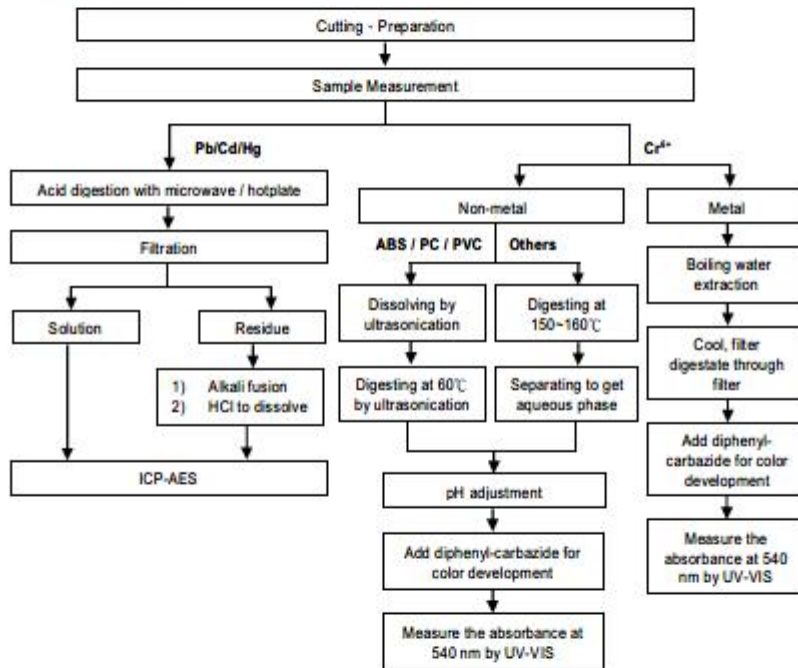 Cutting - Preparation
Sample Measurement
Pb/Cd/Hg
Cr⁶⁺
Acid digestion with microwave / hotplate
Non-metal
Metal
Filtration
ABS / PC / PVC
Others
Boiling water
extraction
Solution
Residue
Dissolving by
ultrasonication
Digesting at
150~160℃
Cool, filter
digestate through
filter
1) Alkali fusion
2) HCl to dissolve
Digesting at 60℃
by ultrasonication
Separating to get
aqueous phase
Add diphenyl-
carbazide for color
development
ICP-AES
pH adjustment
Measure the
absorbance at 540
nm by UV-VIS
Add diphenyl-carbazide for
color development
Measure the absorbance at
540 nm by UV-VIS